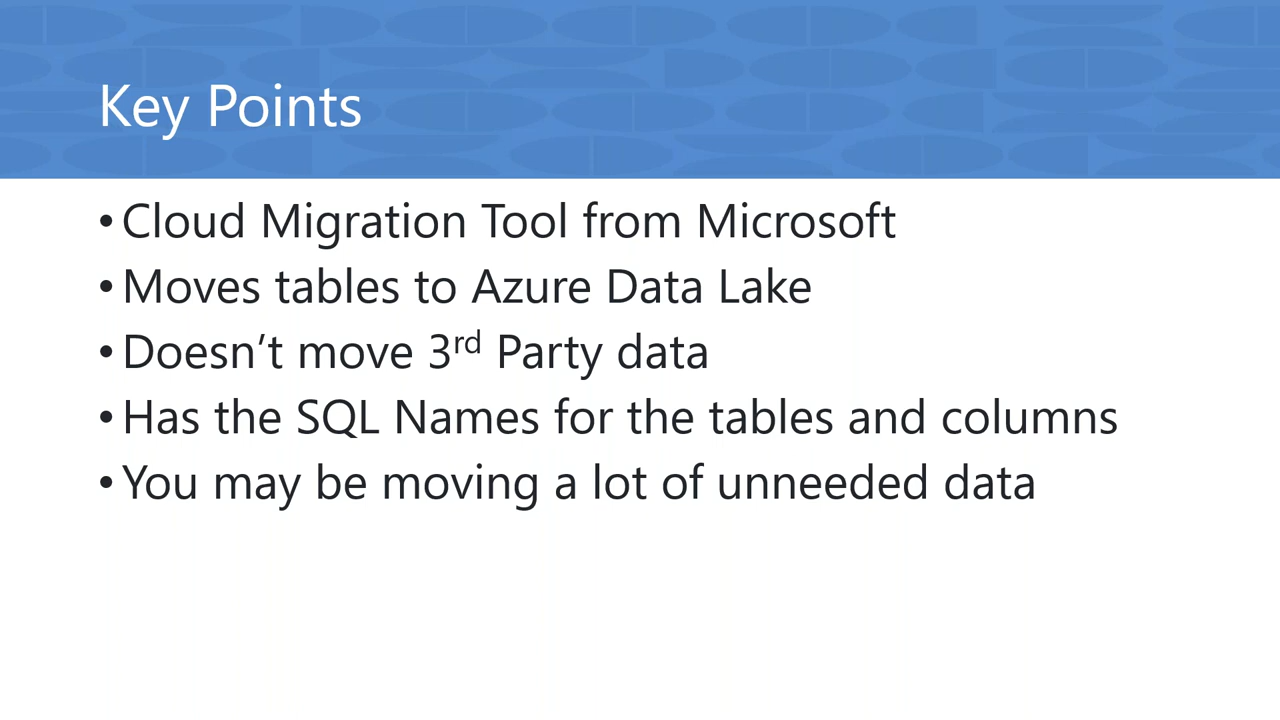 Key Points
• Cloud Migration Tool from Microsoft
• Moves tables to Azure Data Lake
• Doesn’t move 3rd Party data
• Has the SQL Names for the tables and columns
• You may be moving a lot of unneeded data